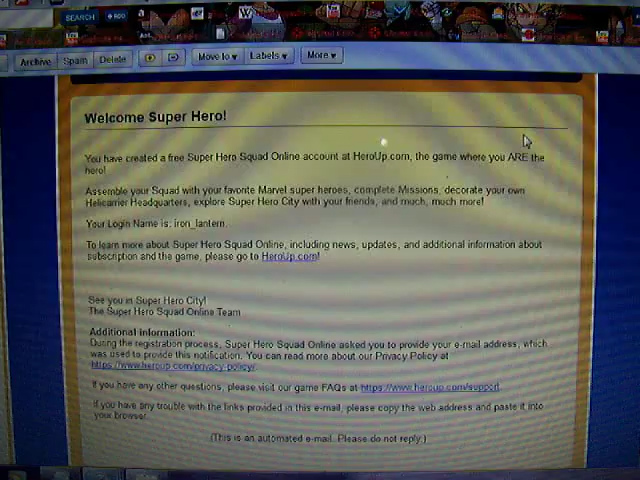 SEARCH
Archive Spam Delete Move to Labels More
Welcome Super Hero!
You have created a free Super Hero Squad Online account at HeroUp.com, the game where you ARE the
hero!
Assemble your Squad with your favorite Marvel super heroes, complete Missions, decorate your own
Helicarrier Headquarters, explore Super Hero City with your friends, and much, much more!
Your Login Name is: iron_lantern.
To learn more about Super Hero Squad Online, including news, updates, and additional information about
subscription and the game, please go to HeroUp.com!
See you in Super Hero City!
The Super Hero Squad Online Team
Additional information:
During the registration process, Super Hero Squad Online asked you to provide your e-mail address, which
was used to provide this notification. You can read more about our Privacy Policy at
https://www.heroup.com/privacy-policy/.
If you have any other questions, please visit our game FAQs at https://www.heroup.com/support.
If you have any trouble with the links provided in this e-mail, please copy the web address and paste it into
your browser.
(This is an automated e-mail. Please do not reply.)